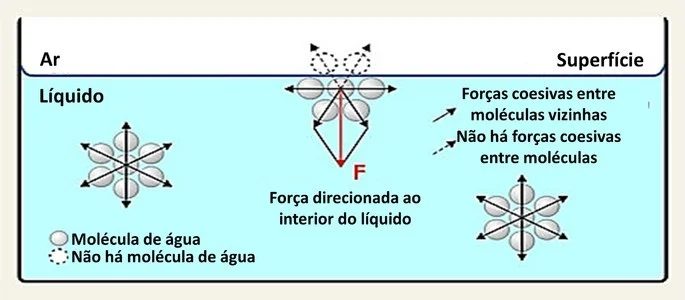 Ar
Superfície
Líquido
Forças coesivas entre
moléculas vizinhas
Não há forças coesivas
entre moléculas
F
Força direcionada ao
interior do líquido
Molécula de água
Não há molécula de água